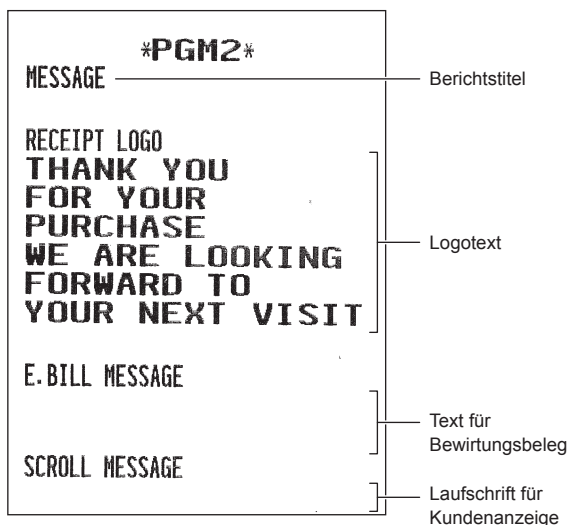 *PGM2*
MESSAGE
Berichtstitel
RECEIPT LOGO
THANK YOU
FOR YOUR
PURCHASE
WE ARE LOOKING
FORWARD TO
YOUR NEXT VISIT
Logotext
E.BILL MESSAGE
Text für
Bewirtungsbeleg
SCROLL MESSAGE
Laufschrift für
Kundenanzeige